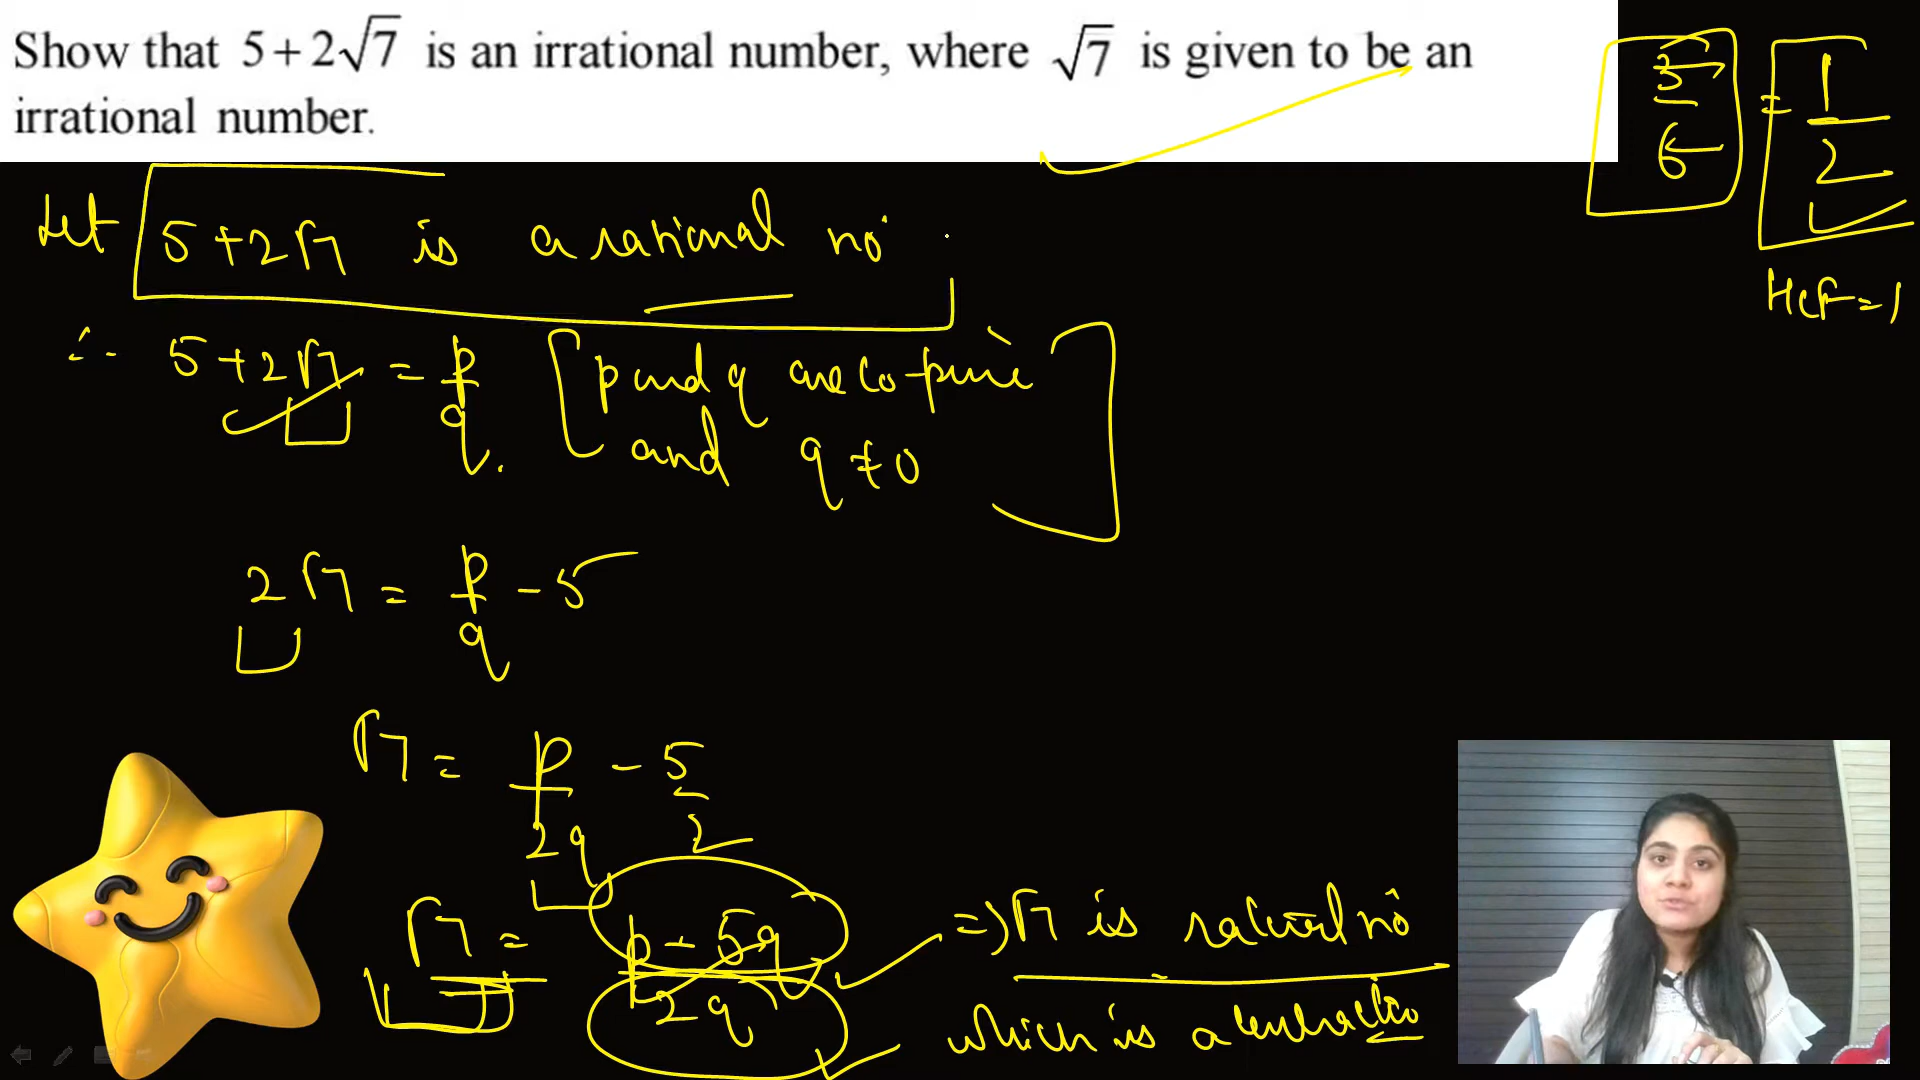 Show that 5+2√7 is an irrational number, where √7 is given to be an
irrational number.
3/6 = 1/2
HCF=1
Let 5+2√7 is a rational no.
∴ 5+2√7 = p/q. [p and q are co-prime
and q ≠ 0]
2√7 = p/q - 5
√7 = p/2q - 5/2
√7 = p-5q/2q => √7 is rational no
which is a contradictio